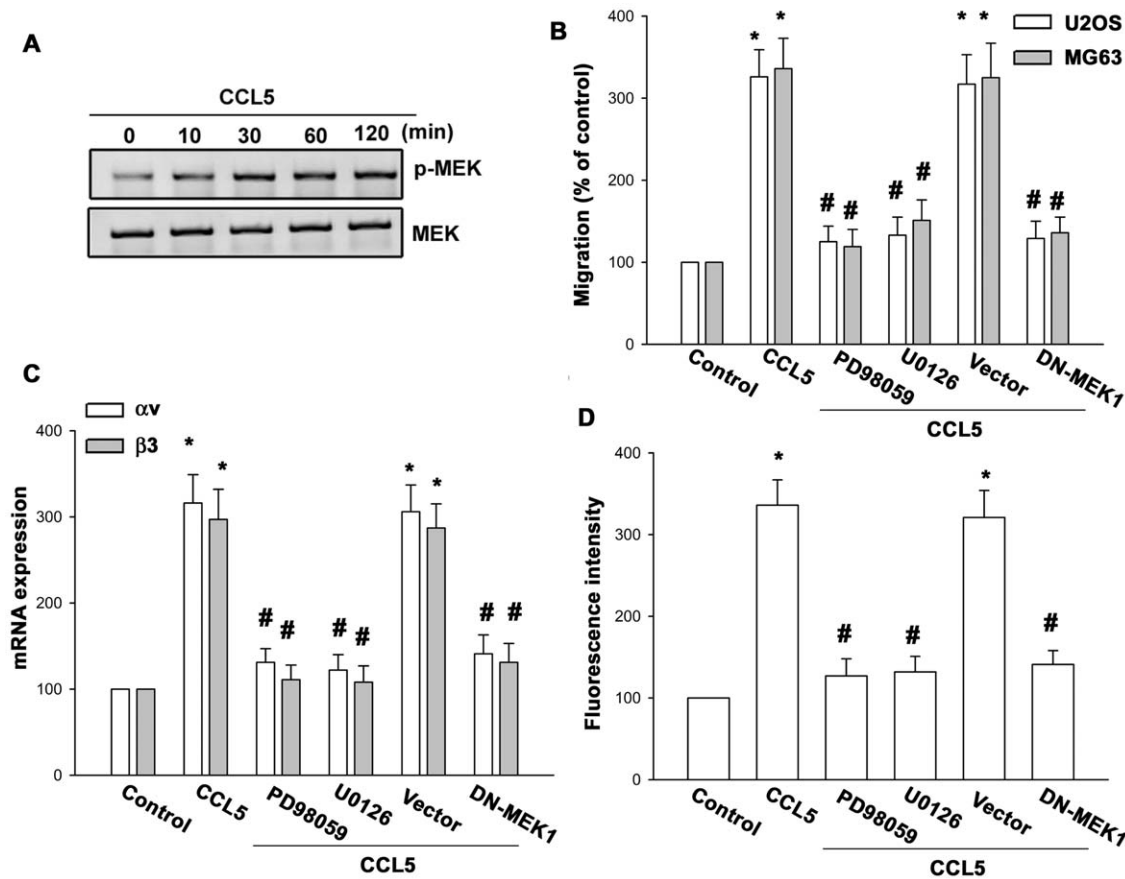 A
CCL5
0 10 30 60 120 (min)
p-MEK
MEK
B
U2OS
MG63
Migration (% of control)
400
300
200
100
0
* * * *
# # # # # #
Control CCL5 PD98059 U0126 Vector DN-MEK1
CCL5
C
αv
β3
mRNA expression
400
300
200
100
0
* * * *
# # # # # #
Control CCL5 PD98059 U0126 Vector DN-MEK1
CCL5
D
Fluorescence intensity
400
300
200
100
0
* *
# # #
Control CCL5 PD98059 U0126 Vector DN-MEK1
CCL5